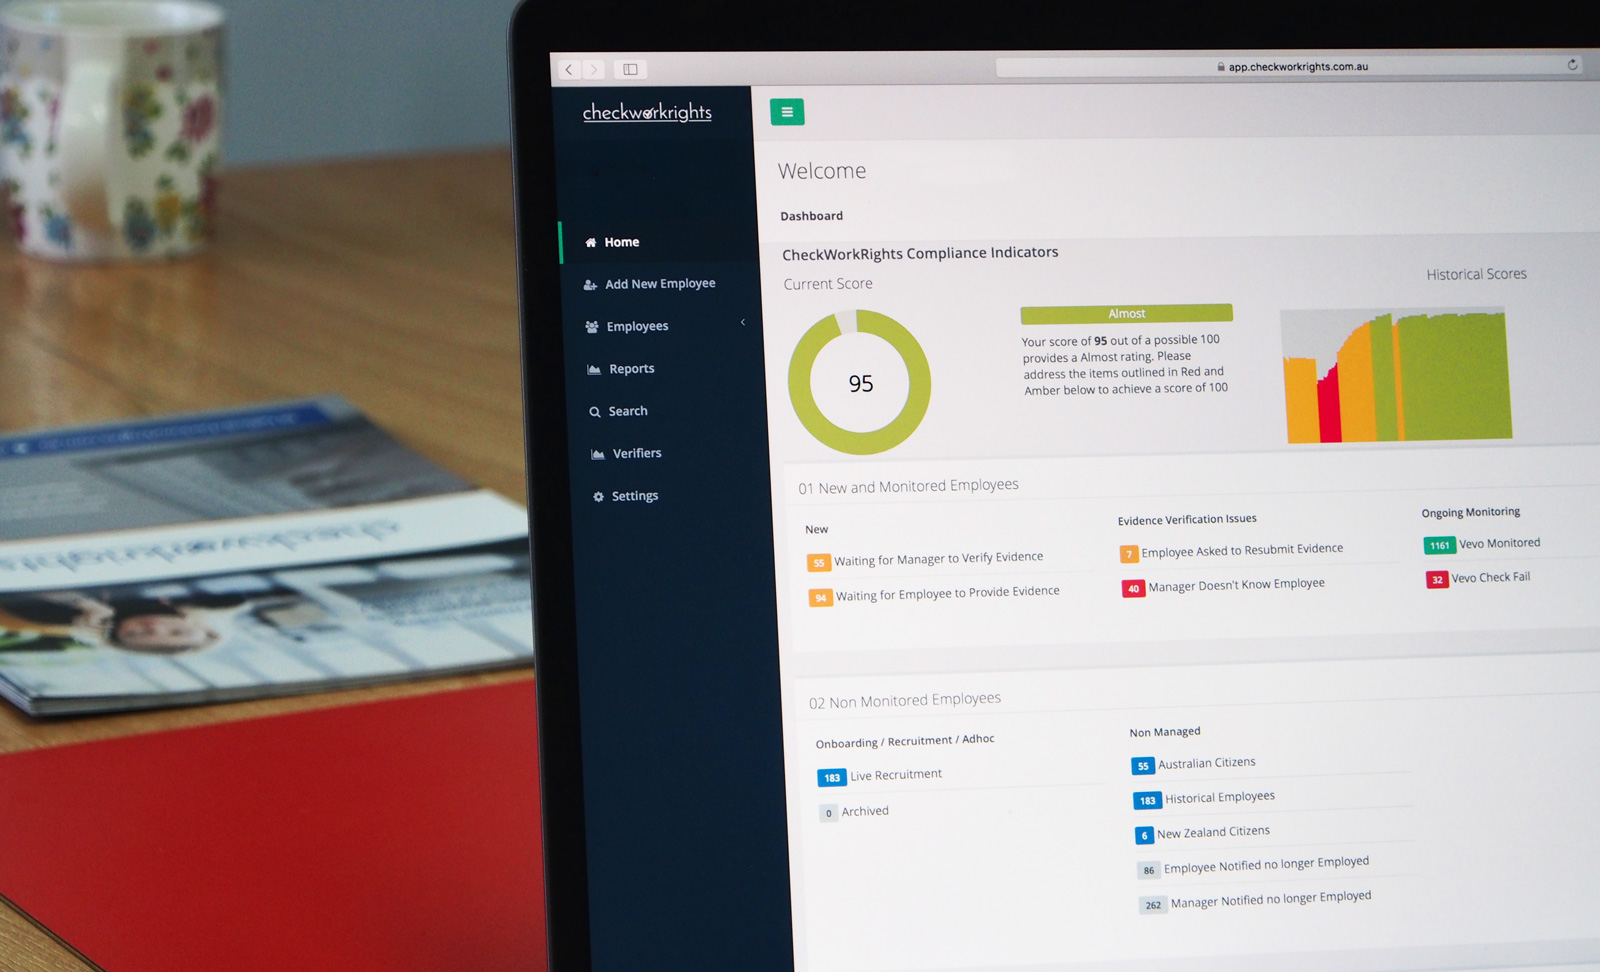 app.checkworkrights.com.au
checkworkrights
Welcome
Dashboard
Home
Add New Employee
Employees
Reports
Search
Verifiers
Settings
CheckWorkRights Compliance Indicators
Current Score
95
Almost
Your score of 95 out of a possible 100
provides a Almost rating. Please
address the items outlined in Red and
Amber below to achieve a score of 100
Historical Scores
01 New and Monitored Employees
New
55 Waiting for Manager to Verify Evidence
94 Waiting for Employee to Provide Evidence
Evidence Verification Issues
7 Employee Asked to Resubmit Evidence
40 Manager Doesn't Know Employee
Ongoing Monitoring
1161 Vevo Monitored
32 Vevo Check Fail
02 Non Monitored Employees
Onboarding / Recruitment / Adhoc
183 Live Recruitment
0 Archived
Non Managed
55 Australian Citizens
183 Historical Employees
6 New Zealand Citizens
86 Employee Notified no longer Employed
262 Manager Notified no longer Employed
checkworkrights